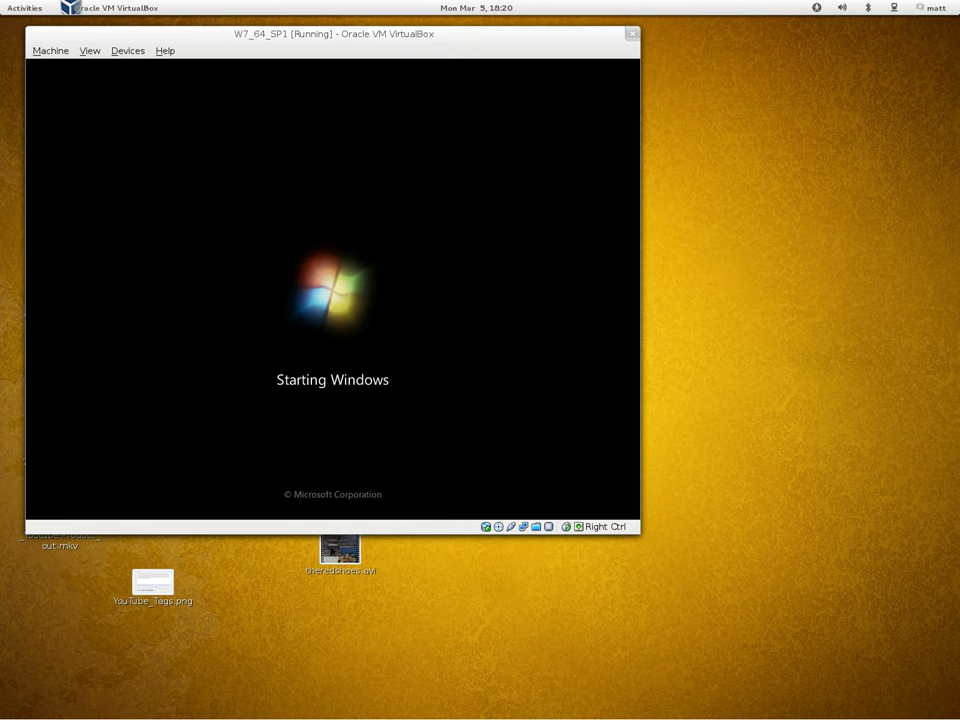 Activities
Oracle VM VirtualBox
Mon Mar 5, 18:20
matt
W7_64_SP1 [Running] - Oracle VM VirtualBox
Machine View Devices Help
Starting Windows
© Microsoft Corporation
Right Ctrl
out.mkv
theredshoes.avi
YouTube_Tags.png